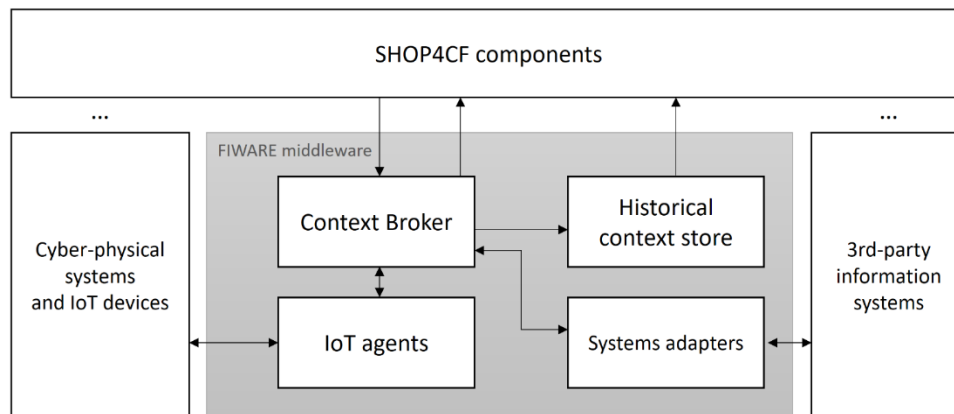 SHOP4CF components
...
...
FIWARE middleware
Context Broker
Historical
context store
Cyber-physical
systems
and IoT devices
3rd-party
information
systems
IoT agents
Systems adapters